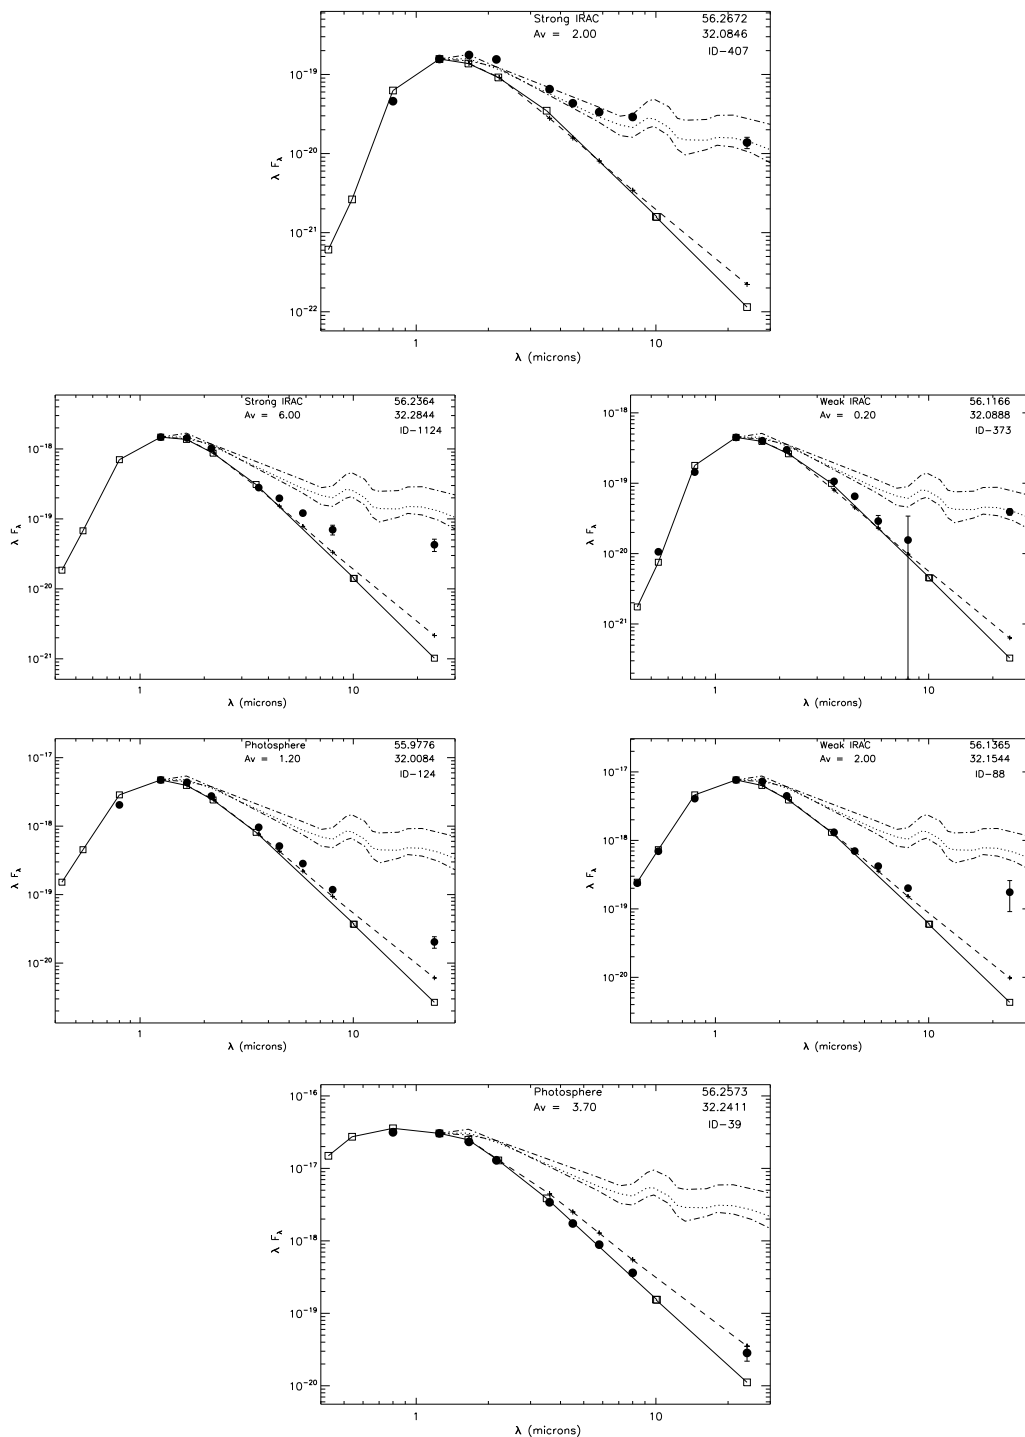 Strong IRAC 56.2672
Av = 2.00 32.0846
ID-407
10⁻¹⁹
10⁻²⁰
10⁻²¹
10⁻²²
λ Fλ
1 10
λ (microns)
Strong IRAC 56.2364
Av = 6.00 32.2844
ID-1124
10⁻¹⁸
10⁻¹⁹
10⁻²⁰
10⁻²¹
λ Fλ
1 10
λ (microns)
Weak IRAC 56.1166
Av = 0.20 32.0888
ID-373
10⁻¹⁸
10⁻¹⁹
10⁻²⁰
10⁻²¹
λ Fλ
1 10
λ (microns)
Photosphere 55.9776
Av = 1.20 32.0084
ID-124
10⁻¹⁷
10⁻¹⁸
10⁻¹⁹
10⁻²⁰
λ Fλ
1 10
λ (microns)
Weak IRAC 56.1365
Av = 2.00 32.1544
ID-88
10⁻¹⁷
10⁻¹⁸
10⁻¹⁹
10⁻²⁰
λ Fλ
1 10
λ (microns)
Photosphere 56.2573
Av = 3.70 32.2411
ID-39
10⁻¹⁶
10⁻¹⁷
10⁻¹⁸
10⁻¹⁹
10⁻²⁰
λ Fλ
1 10
λ (microns)